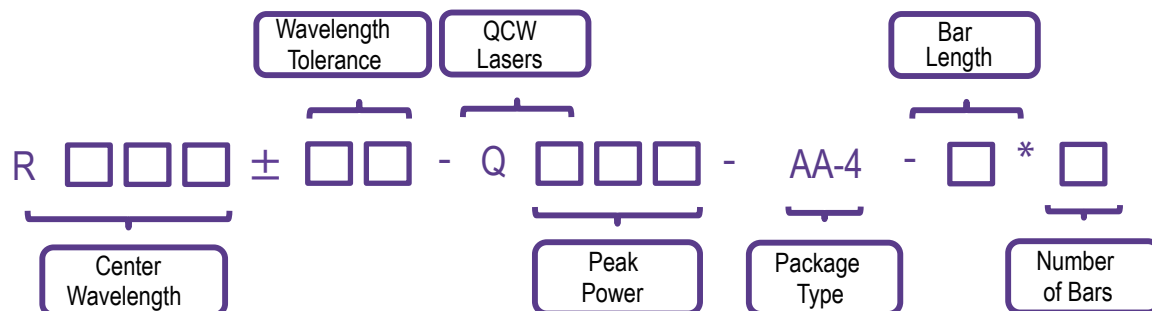 Wavelength
Tolerance
QCW
Lasers
Bar
Length
R □□□ ± □□ - Q □□□ - AA-4 - □ * □
Center
Wavelength
Peak
Power
Package
Type
Number
of Bars